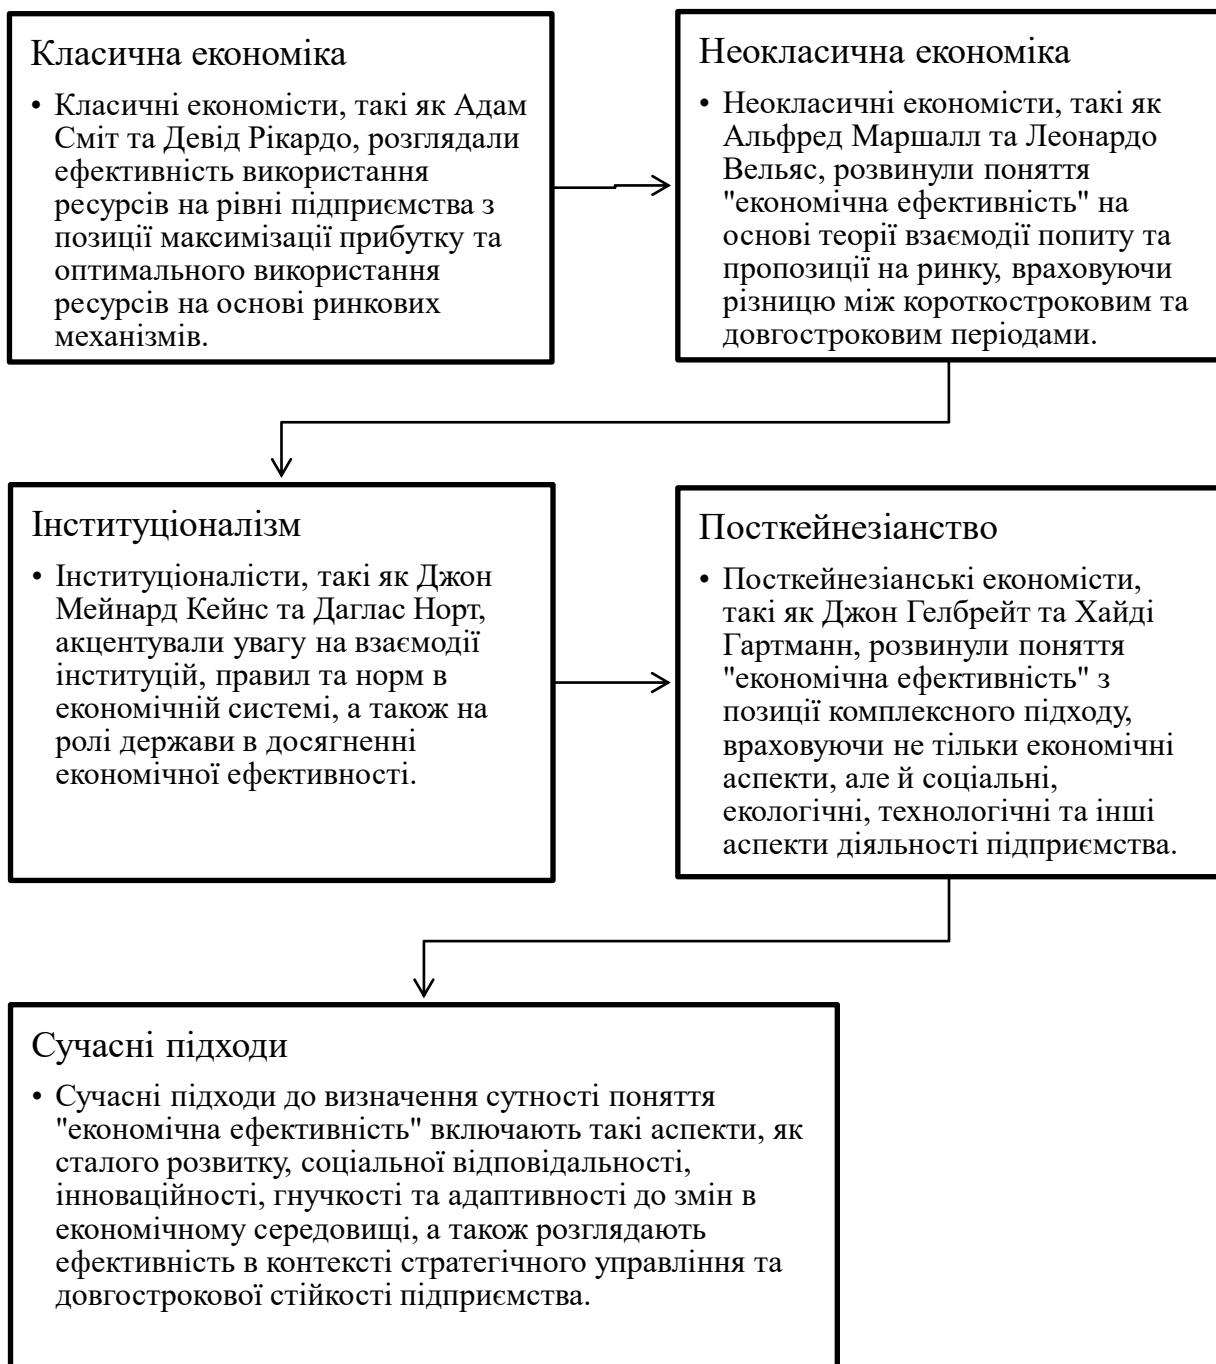 Класична економіка
• Класичні економісти, такі як Адам
Сміт та Девід Рікардо, розглядали
ефективність використання
ресурсів на рівні підприємства з
позиції максимізації прибутку та
оптимального використання
ресурсів на основі ринкових
механізмів.
Неокласична економіка
• Неокласичні економісти, такі як
Альфред Маршалл та Леонардо
Вельяс, розвинули поняття
"економічна ефективність" на
основі теорії взаємодії попиту та
пропозиції на ринку, враховуючи
різницю між короткостроковим та
довгостроковим періодами.
Інституціоналізм
• Інституціоналісти, такі як Джон
Мейнард Кейнс та Даглас Норт,
акцентували увагу на взаємодії
інституцій, правил та норм в
економічній системі, а також на
ролі держави в досягненні
економічної ефективності.
Посткейнезіанство
• Посткейнезіанські економісти,
такі як Джон Гелбрейт та Хайді
Гартманн, розвинули поняття
"економічна ефективність" з
позиції комплексного підходу,
враховуючи не тільки економічні
аспекти, але й соціальні,
екологічні, технологічні та інші
аспекти діяльності підприємства.
Сучасні підходи
• Сучасні підходи до визначення сутності поняття
"економічна ефективність" включають такі аспекти, як
сталого розвитку, соціальної відповідальності,
інноваційності, гнучкості та адаптивності до змін в
економічному середовищі, а також розглядають
ефективність в контексті стратегічного управління та
довгострокової стійкості підприємства.